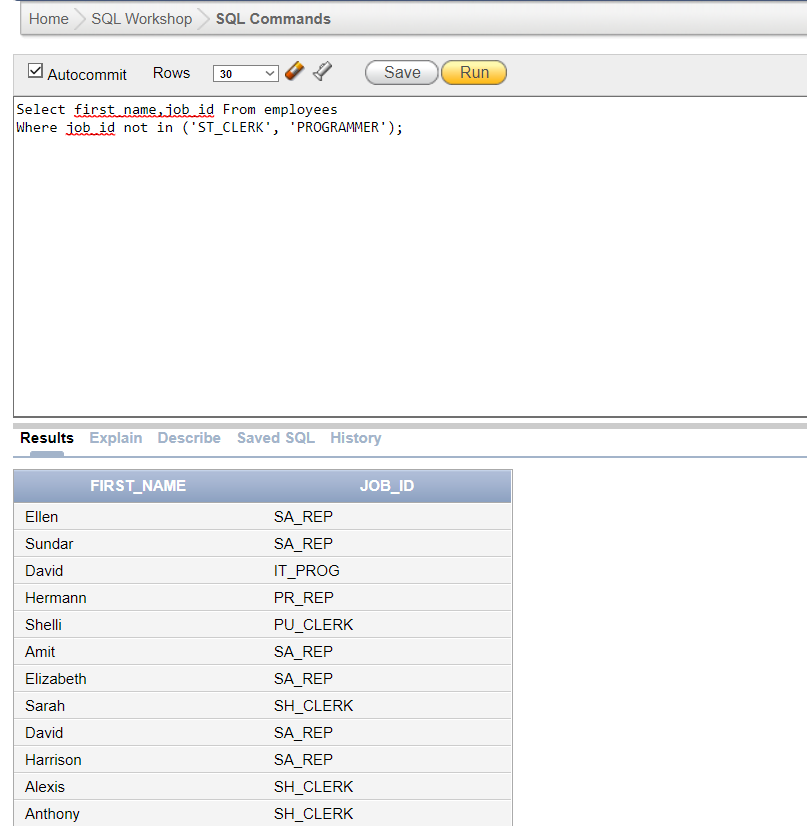 Home SQL Workshop SQL Commands
Autocommit Rows 30 Save Run
Select first_name,job_id From employees
Where job_id not in ('ST_CLERK', 'PROGRAMMER');
Results Explain Describe Saved SQL History
FIRST_NAME JOB_ID
Ellen SA_REP
Sundar SA_REP
David IT_PROG
Hermann PR_REP
Shelli PU_CLERK
Amit SA_REP
Elizabeth SA_REP
Sarah SH_CLERK
David SA_REP
Harrison SA_REP
Alexis SH_CLERK
Anthony SH_CLERK